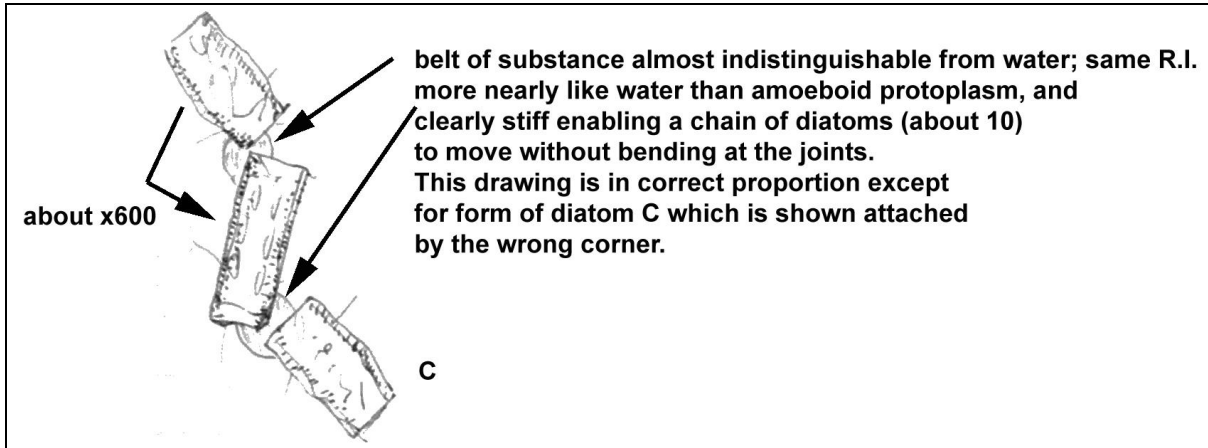 belt of substance almost indistinguishable from water; same R.I.
more nearly like water than amoeboid protoplasm, and
clearly stiff enabling a chain of diatoms (about 10)
to move without bending at the joints.
This drawing is in correct proportion except
for form of diatom C which is shown attached
by the wrong corner.
about x600
C